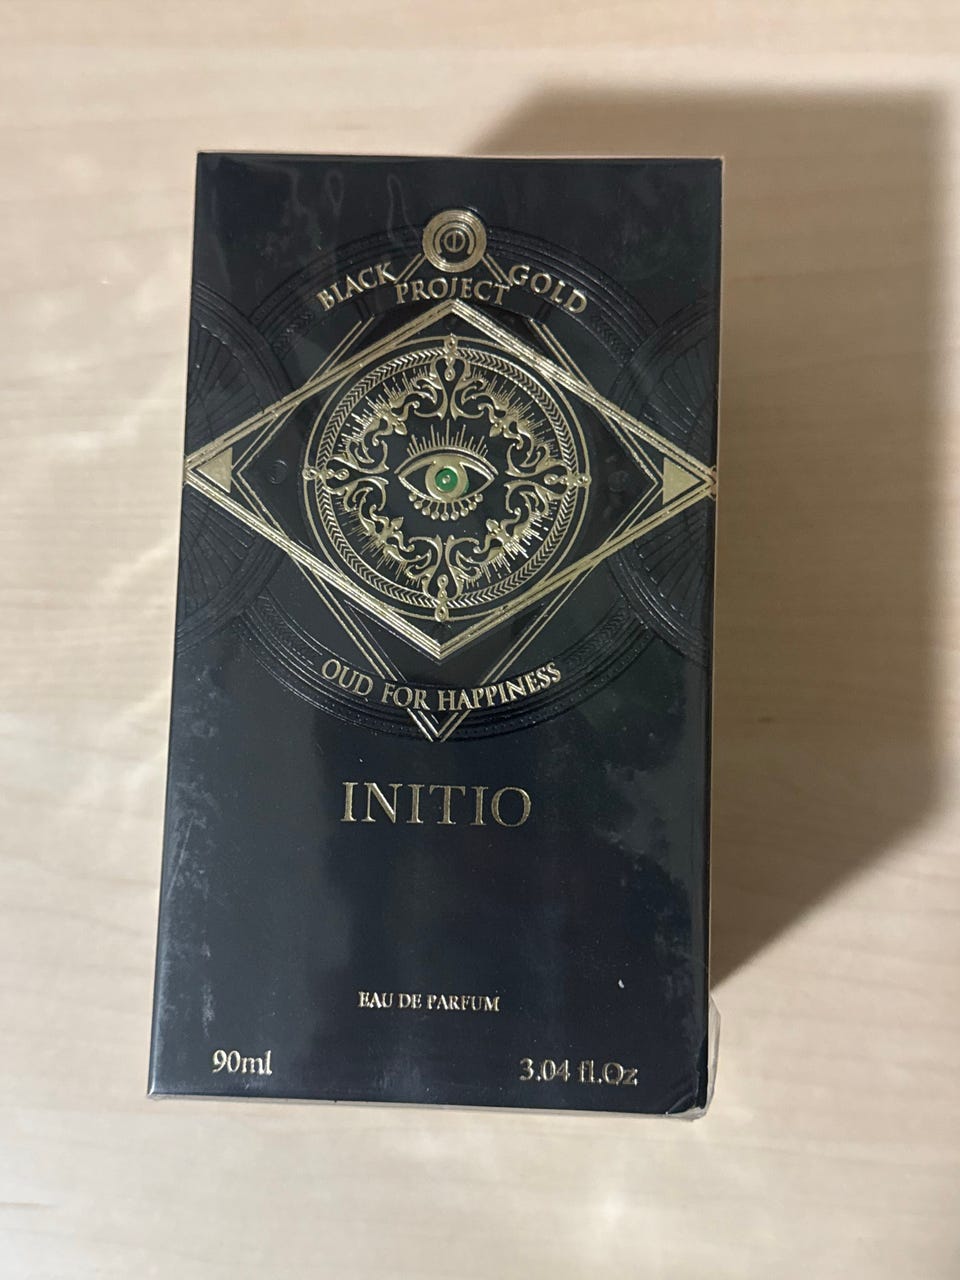 BLACK GOLD
PROJECT
OUD FOR HAPPINESS
INITIO
EAU DE PARFUM
90ml
3.04 fl.Oz